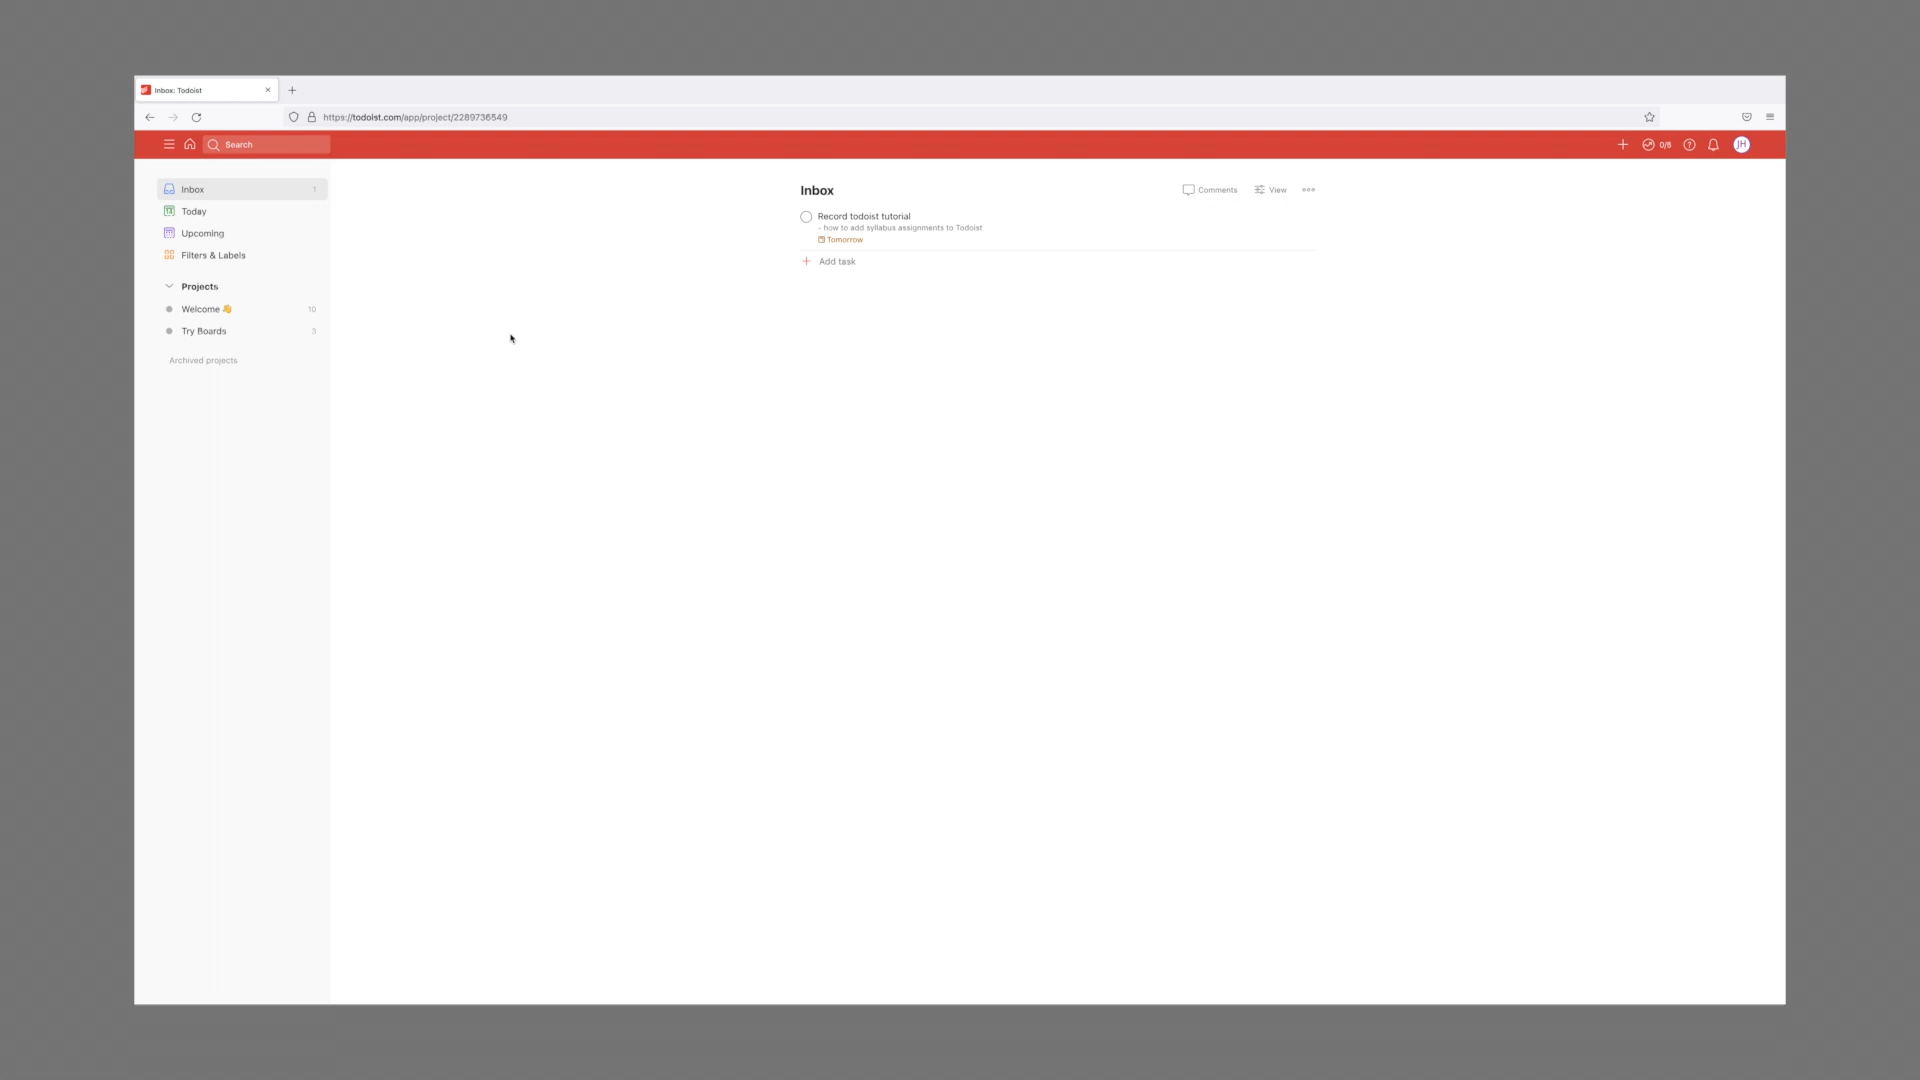 Inbox: Todoist
https://todoist.com/app/project/2289736549
Search
0/8
JH
Inbox 1
Today
Upcoming
Filters & Labels
Projects
Welcome 👋 10
Try Boards 3
Archived projects
Inbox
Comments
View
Record todoist tutorial
- how to add syllabus assignments to Todoist
Tomorrow
Add task